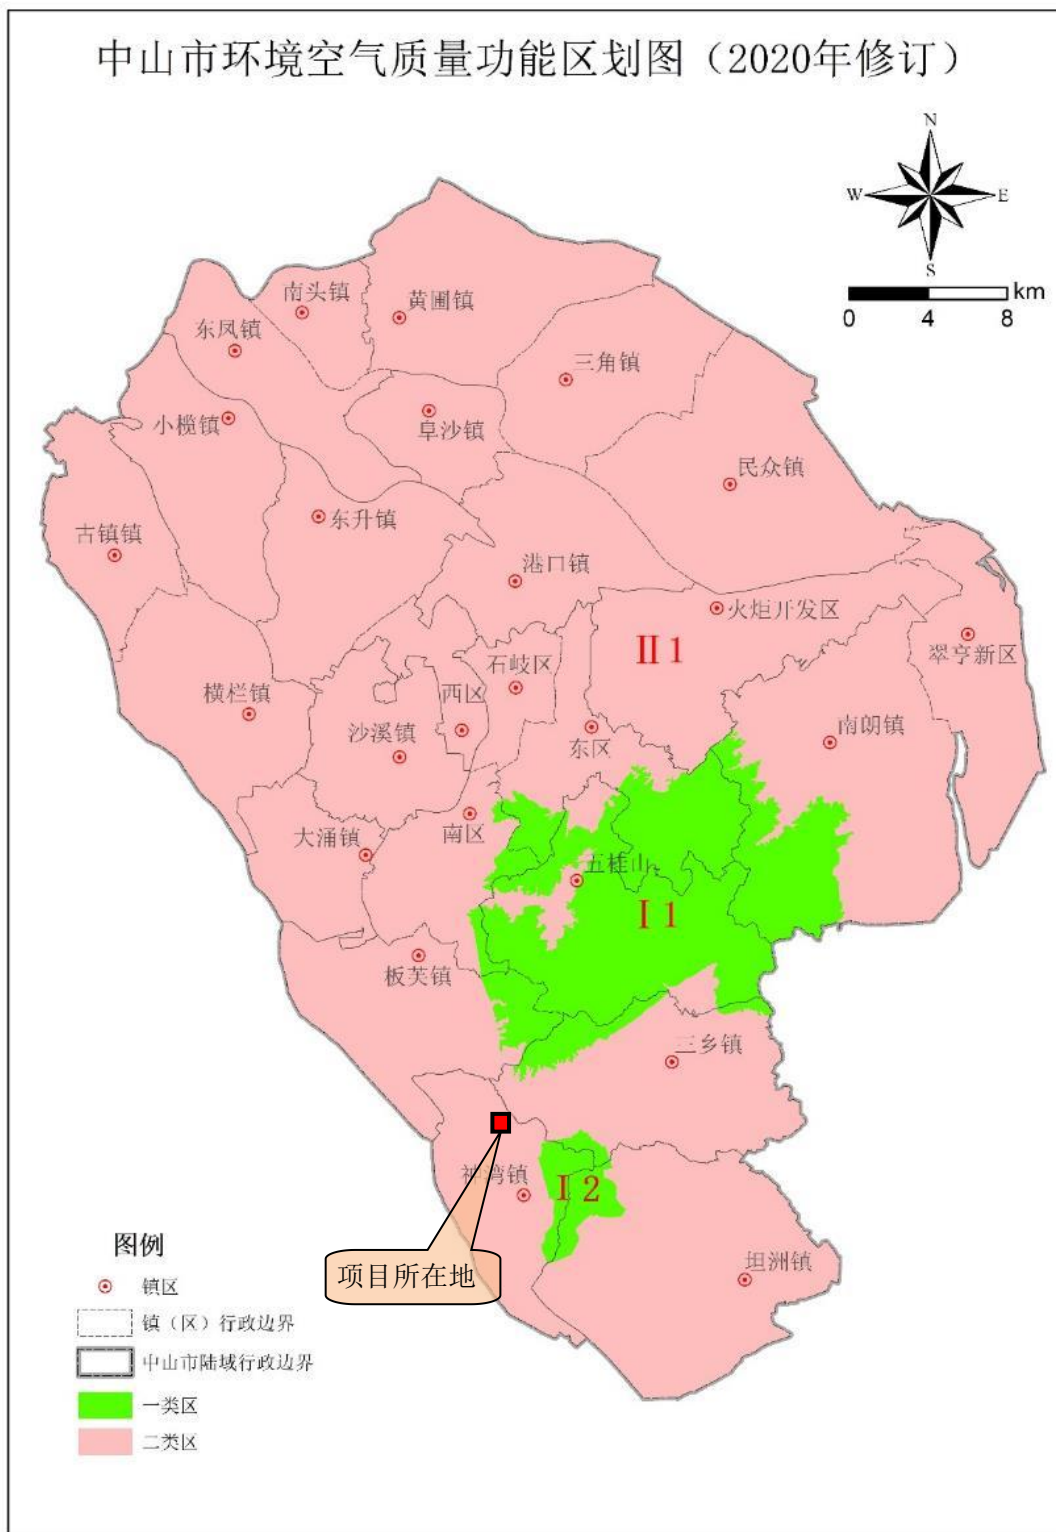 中山市环境空气质量功能区划图（2020年修订）
N
W
E
S
km
0 4 8
南头镇
黄圃镇
东凤镇
三角镇
小榄镇
阜沙镇
民众镇
东升镇
古镇镇
港口镇
火炬开发区
Ⅱ1
翠亨新区
石岐区
横栏镇
西区
沙溪镇
东区
南朗镇
南区
大涌镇
五桂山
Ⅰ1
板芙镇
三乡镇
神湾镇
Ⅰ2
项目所在地
坦洲镇
图例
镇区
镇（区）行政边界
中山市陆域行政边界
一类区
二类区